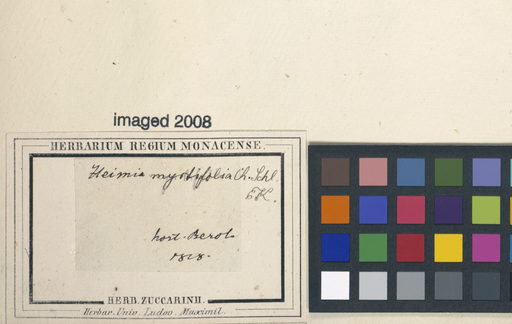 imaged 2008
HERBARIUM REGIUM MONACENSE.
Heimia myrtifolia Ch. Schl.
hort. Berol.
1828.
HERB. ZUCCARINII.
Herbar. Univ. Ludov. Maximil.